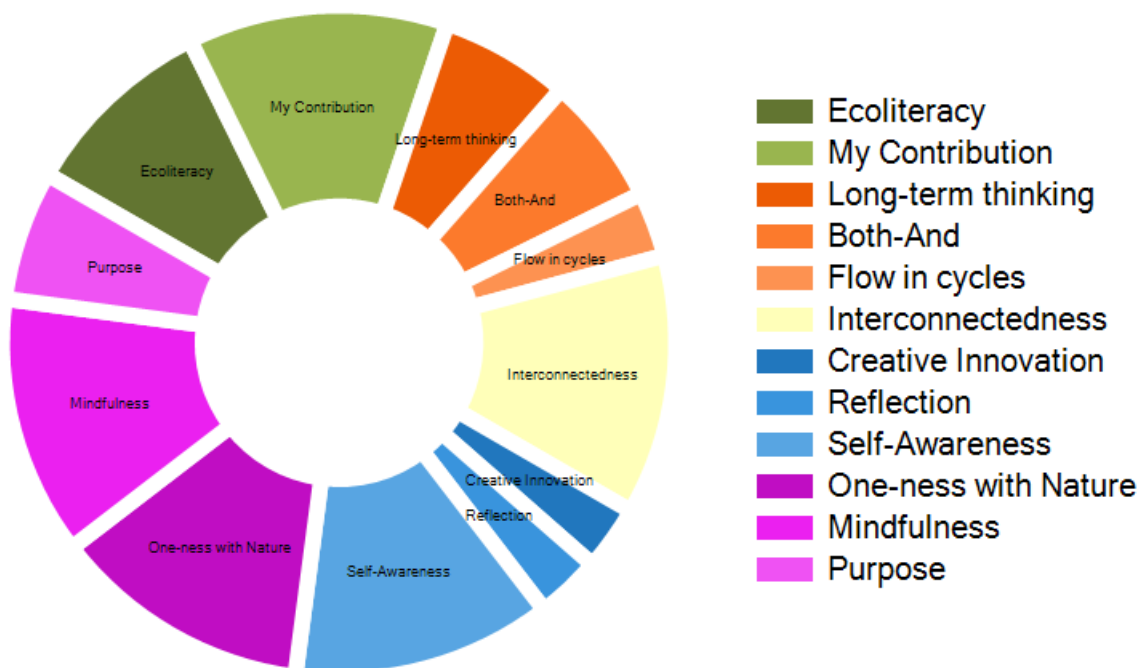 My Contribution
Long-term thinking
Ecoliteracy
Both-And
Flow in cycles
Purpose
Interconnectedness
Mindfulness
Creative Innovation
Reflection
One-ness with Nature
Self-Awareness
Ecoliteracy
My Contribution
Long-term thinking
Both-And
Flow in cycles
Interconnectedness
Creative Innovation
Reflection
Self-Awareness
One-ness with Nature
Mindfulness
Purpose